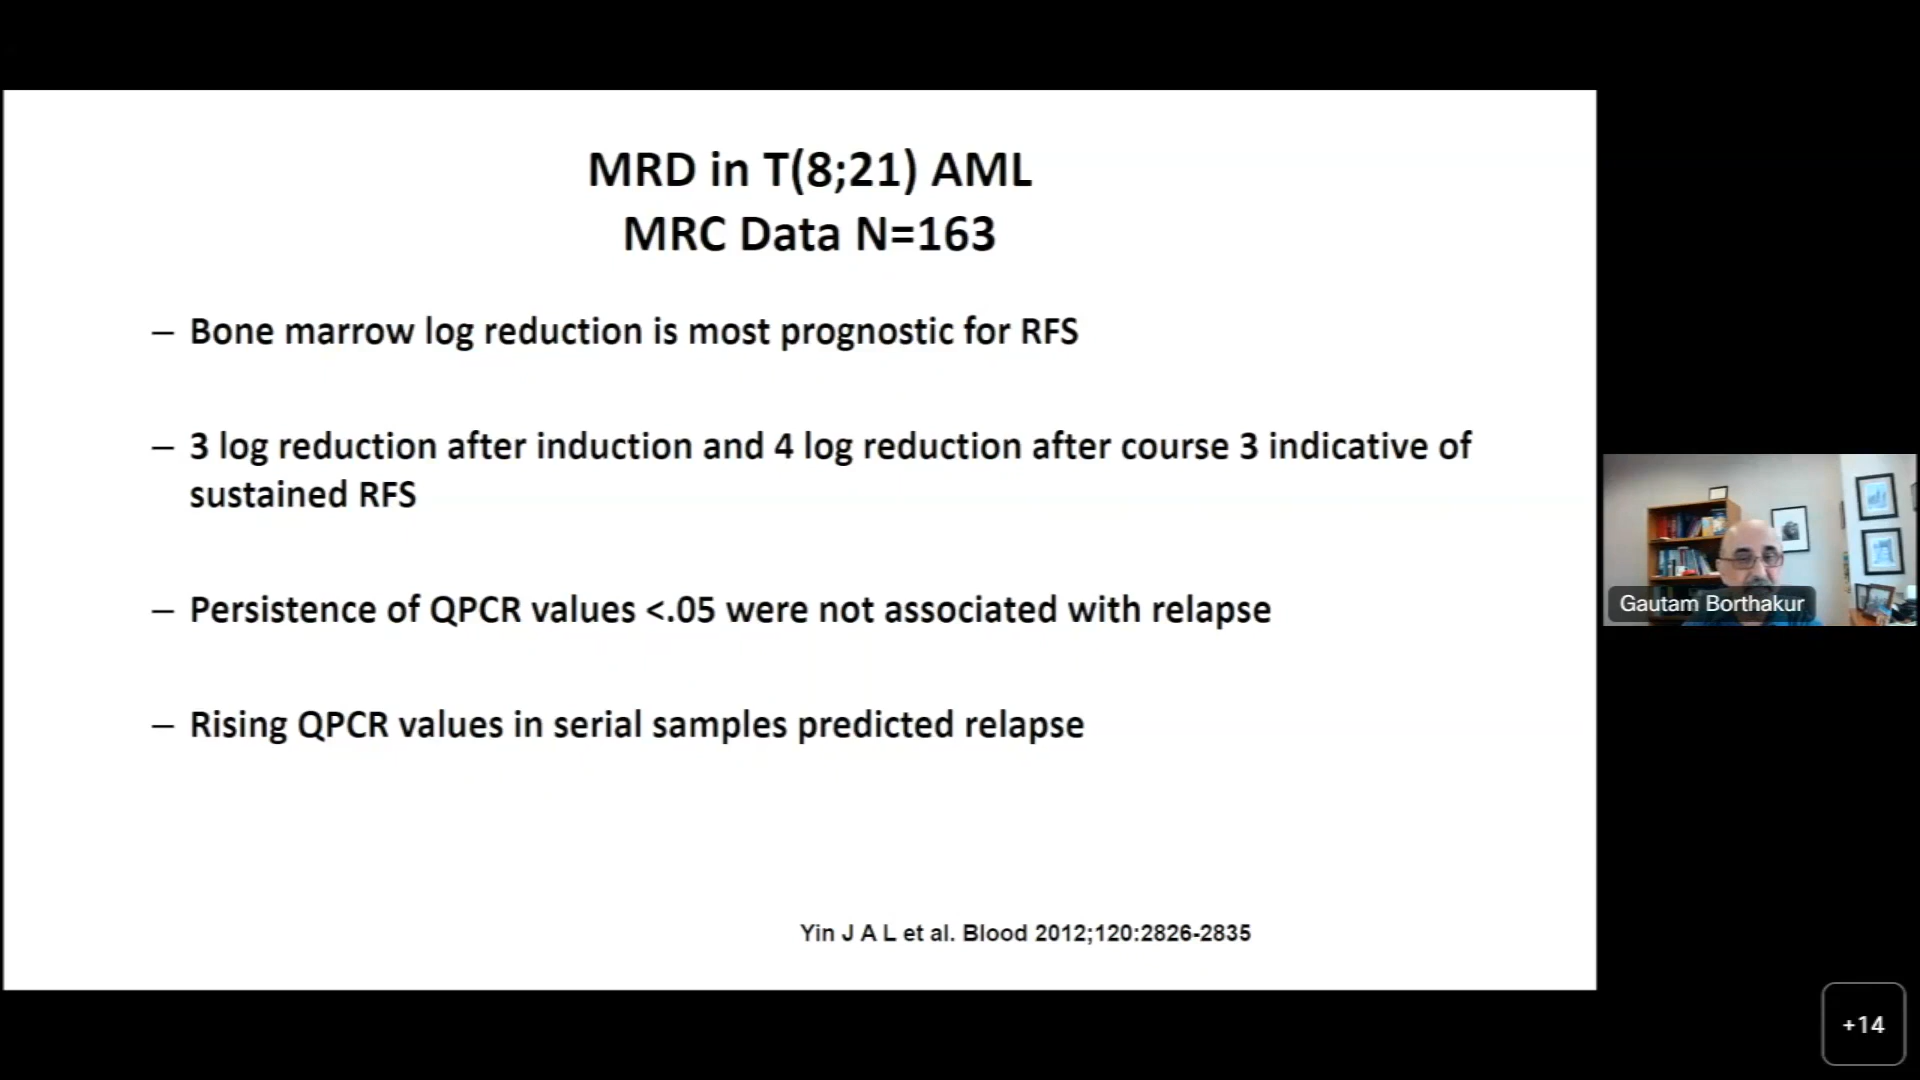 MRD in T(8;21) AML
MRC Data N=163
– Bone marrow log reduction is most prognostic for RFS
– 3 log reduction after induction and 4 log reduction after course 3 indicative of
sustained RFS
– Persistence of QPCR values <.05 were not associated with relapse
– Rising QPCR values in serial samples predicted relapse
Yin J A L et al. Blood 2012;120:2826-2835
Gautam Borthakur
+14